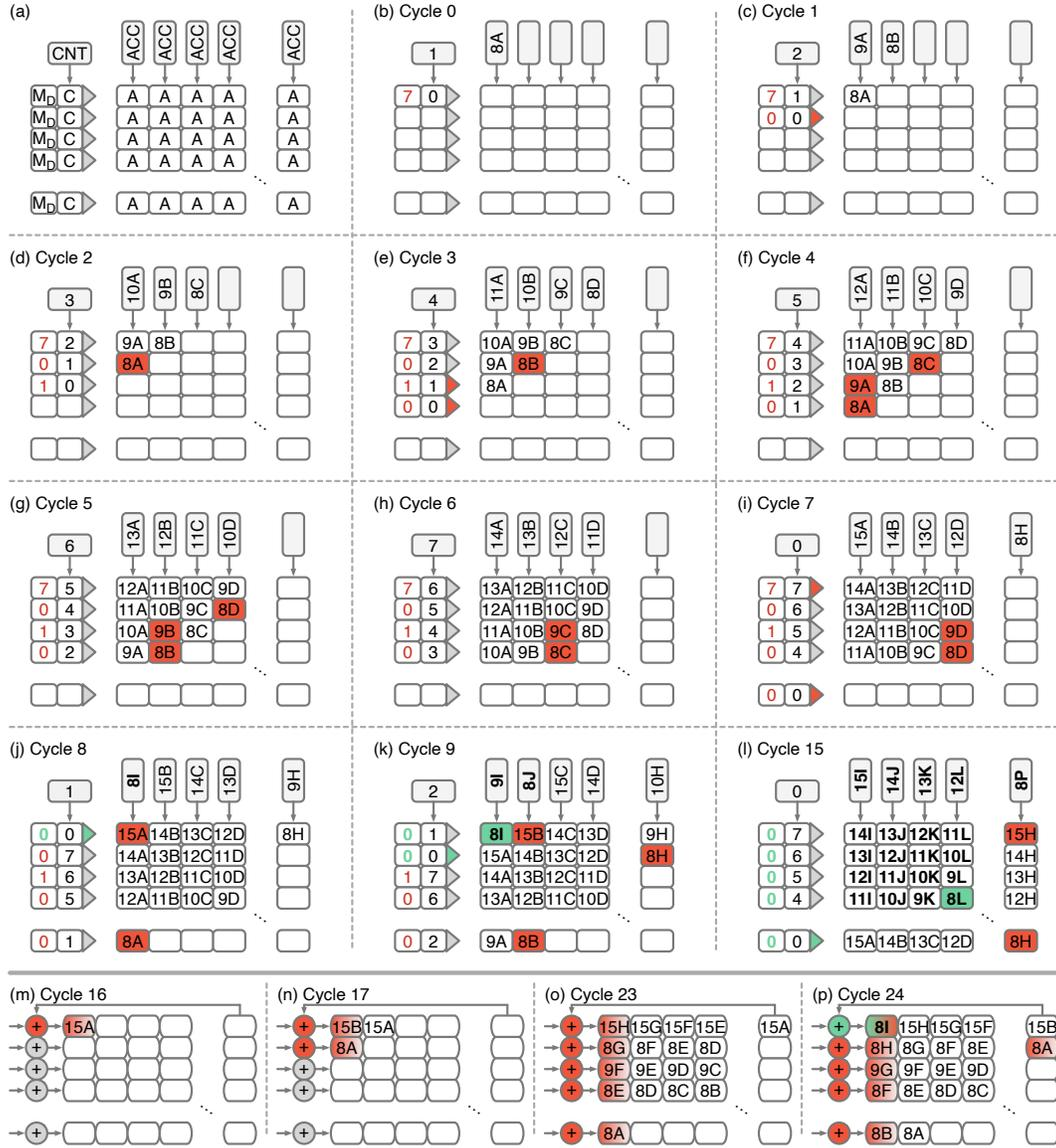 (a)
CNT ACC ACC ACC ACC ACC
M_D C A A A A A
M_D C A A A A A
M_D C A A A A A
M_D C A A A A ... A
M_D C A A A A A
(b) Cycle 0
1 8A
7 0
...
(c) Cycle 1
2 9A 8B
7 1 8A
0 0
...
(d) Cycle 2
3 10A 9B 8C
7 2 9A 8B
0 1 8A
1 0
...
(e) Cycle 3
4 11A 10B 9C 8D
7 3 10A 9B 8C
0 2 9A 8B
1 1 8A
0 0
...
(f) Cycle 4
5 12A 11B 10C 9D
7 4 11A 10B 9C 8D
0 3 10A 9B 8C
1 2 9A 8B
0 1 8A
...
(g) Cycle 5
6 13A 12B 11C 10D
7 5 12A 11B 10C 9D
0 4 11A 10B 9C 8D
1 3 10A 9B 8C
0 2 9A 8B
...
(h) Cycle 6
7 14A 13B 12C 11D
7 6 13A 12B 11C 10D
0 5 12A 11B 10C 9D
1 4 11A 10B 9C 8D
0 3 10A 9B 8C
...
(i) Cycle 7
0 15A 14B 13C 12D 8H
7 7 14A 13B 12C 11D
0 6 13A 12B 11C 10D
1 5 12A 11B 10C 9D
0 4 11A 10B 9C 8D
...
0 0
(j) Cycle 8
1 8I 15B 14C 13D 9H
0 0 15A 14B 13C 12D 8H
0 7 14A 13B 12C 11D
1 6 13A 12B 11C 10D
0 5 12A 11B 10C 9D
...
0 1 8A
(k) Cycle 9
2 9I 8J 15C 14D 10H
0 1 8I 15B 14C 13D 9H
0 0 15A 14B 13C 12D 8H
1 7 14A 13B 12C 11D
0 6 13A 12B 11C 10D
...
0 2 9A 8B
(l) Cycle 15
0 15I 14J 13K 12L 8P
0 7 14I 13J 12K 11L 15H
0 6 13I 12J 11K 10L 14H
0 5 12I 11J 10K 9L 13H
0 4 11I 10J 9K 8L 12H
...
0 0 15A 14B 13C 12D 8H
(m) Cycle 16
+ 15A
+
+
+
...
+
(n) Cycle 17
+ 15B 15A
+ 8A
+
+
...
+
(o) Cycle 23
+ 15H 15G 15F 15E 15A
+ 8G 8F 8E 8D
+ 9F 9E 9D 9C
+ 8E 8D 8C 8B
...
+ 8A
(p) Cycle 24
+ 8I 15H 15G 15F 15B
+ 8H 8G 8F 8E 8A
+ 9G 9F 9E 9D
+ 8F 8E 8D 8C
...
+ 8B 8A